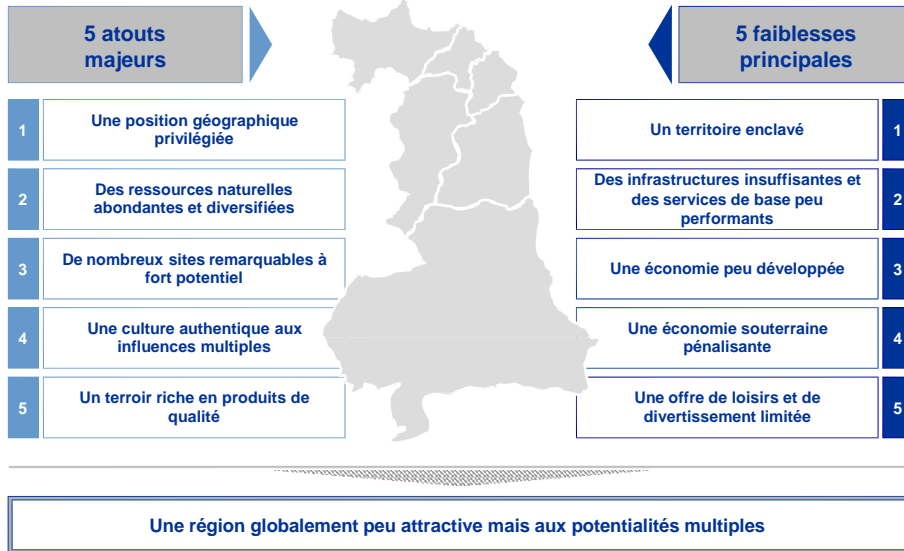 5 atouts
majeurs
1
Une position géographique
privilégiée
2
Des ressources naturelles
abondantes et diversifiées
3
De nombreux sites remarquables à
fort potentiel
4
Une culture authentique aux
influences multiples
5
Un terroir riche en produits de
qualité
5 faiblesses
principales
Un territoire enclavé
1
Des infrastructures insuffisantes et
des services de base peu
performants
2
Une économie peu développée
3
Une économie souterraine
pénalisante
4
Une offre de loisirs et de
divertissement limitée
5
Une région globalement peu attractive mais aux potentialités multiples